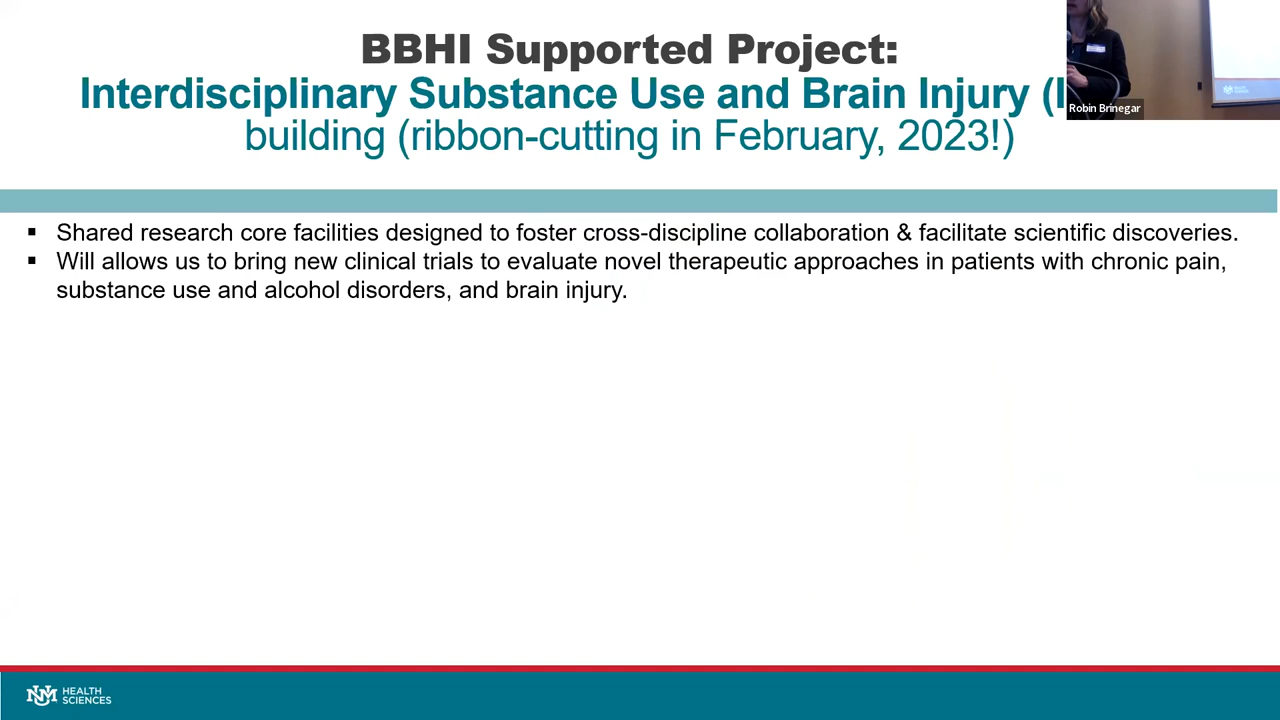 BBHI Supported Project:
Interdisciplinary Substance Use and Brain Injury (
building (ribbon-cutting in February, 2023!)
Robin Brinegar
▪ Shared research core facilities designed to foster cross-discipline collaboration & facilitate scientific discoveries.
▪ Will allows us to bring new clinical trials to evaluate novel therapeutic approaches in patients with chronic pain,
substance use and alcohol disorders, and brain injury.
UNM HEALTH
SCIENCES